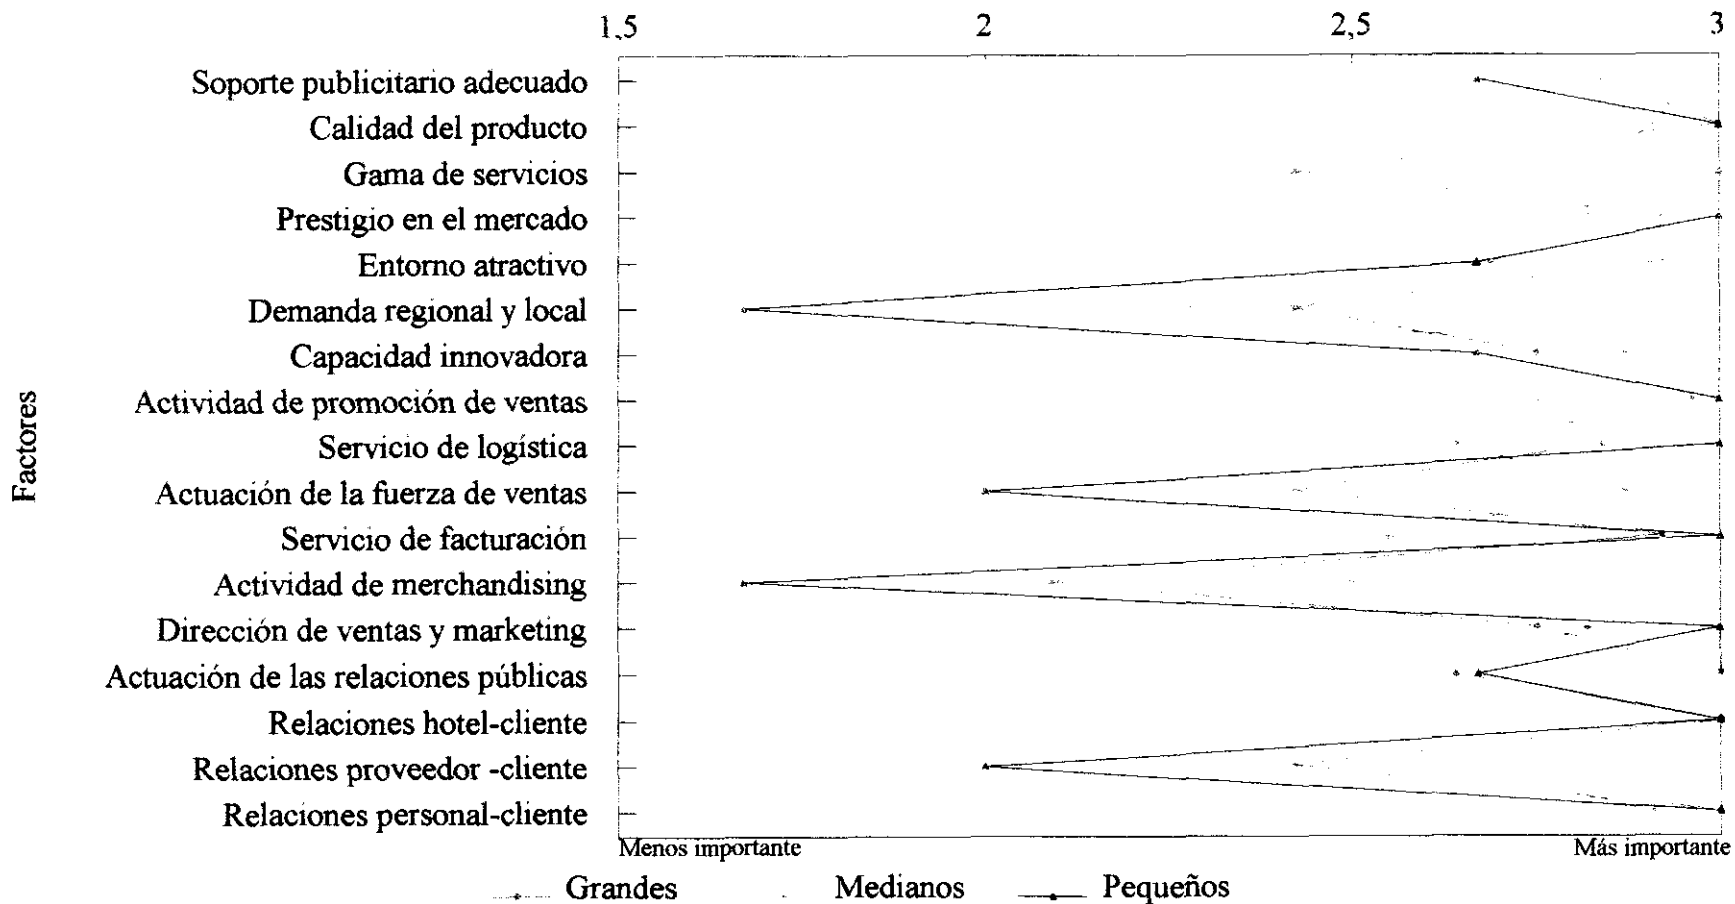 1,5 2 2,5 3
Soporte publicitario adecuado
Calidad del producto
Gama de servicios
Prestigio en el mercado
Entorno atractivo
Demanda regional y local
Capacidad innovadora
Actividad de promoción de ventas
Servicio de logística
Actuación de la fuerza de ventas
Servicio de facturación
Actividad de merchandising
Dirección de ventas y marketing
Actuación de las relaciones públicas
Relaciones hotel-cliente
Relaciones proveedor -cliente
Relaciones personal-cliente
Factores
Menos importante Más importante
Grandes Medianos Pequeños